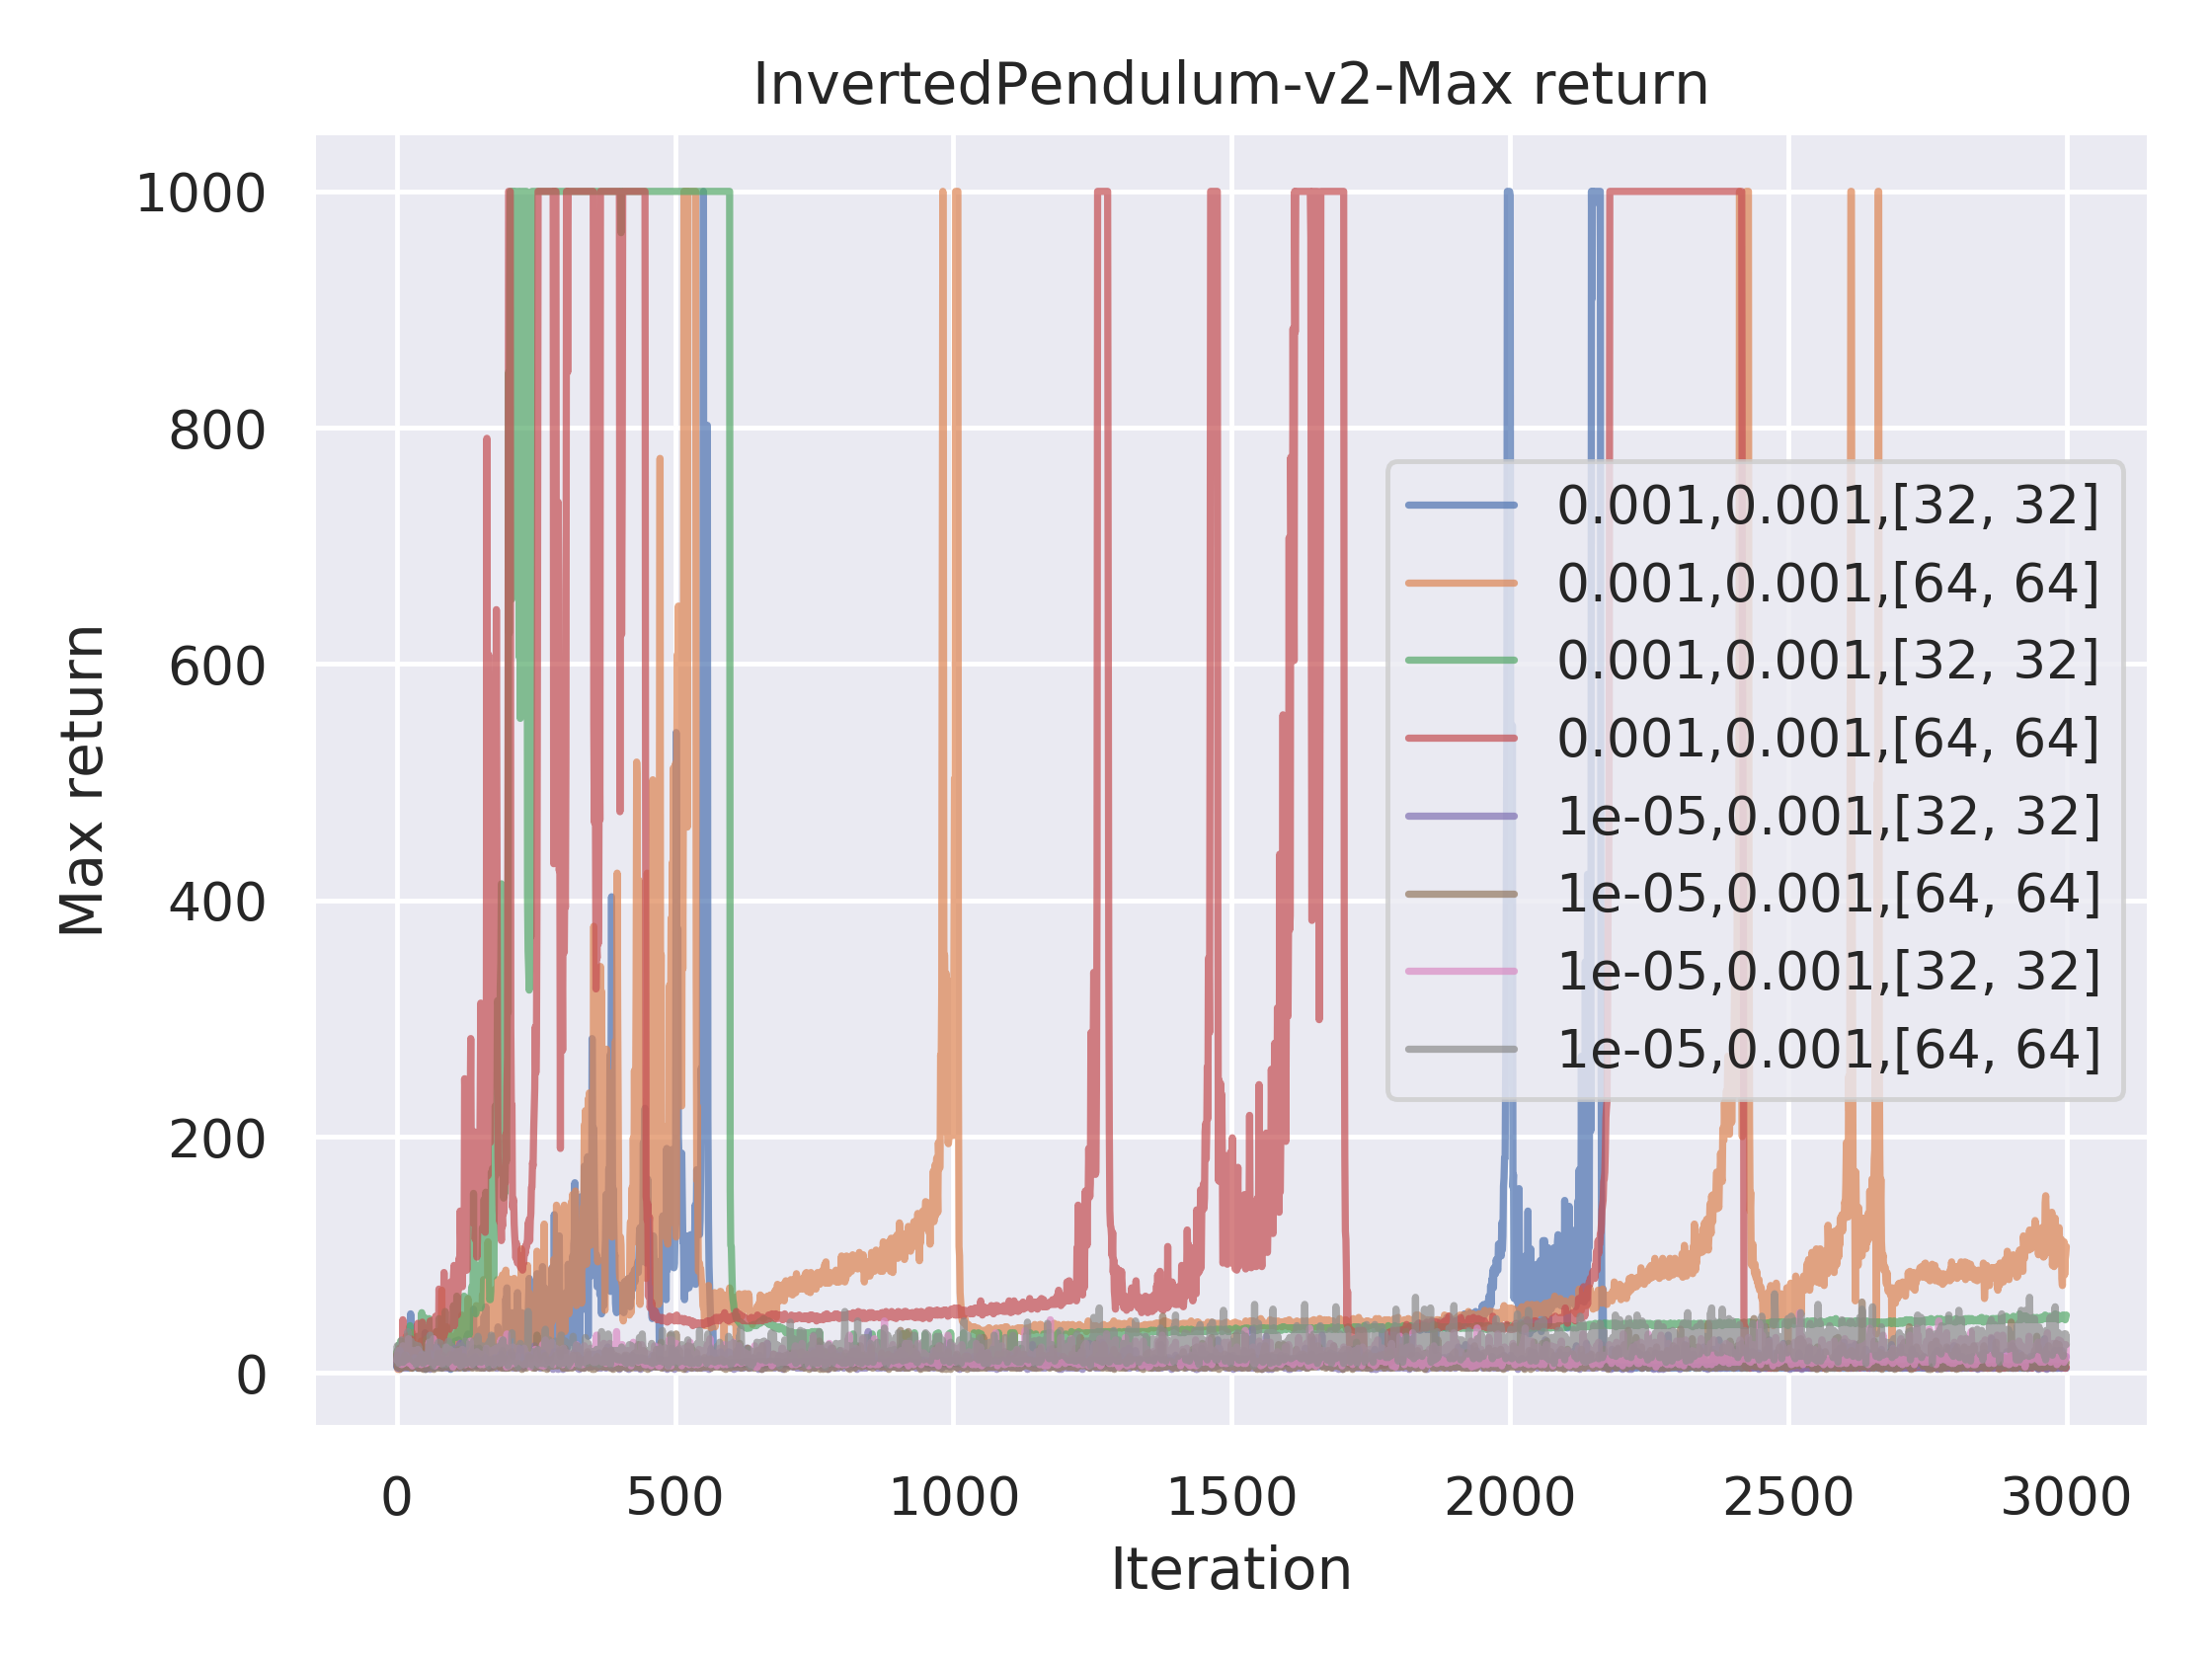 InvertedPendulum-v2-Max return
1000
800
600
400
200
0
Max return
0.001,0.001,[32, 32]
0.001,0.001,[64, 64]
0.001,0.001,[32, 32]
0.001,0.001,[64, 64]
1e-05,0.001,[32, 32]
1e-05,0.001,[64, 64]
1e-05,0.001,[32, 32]
1e-05,0.001,[64, 64]
0 500 1000 1500 2000 2500 3000
Iteration